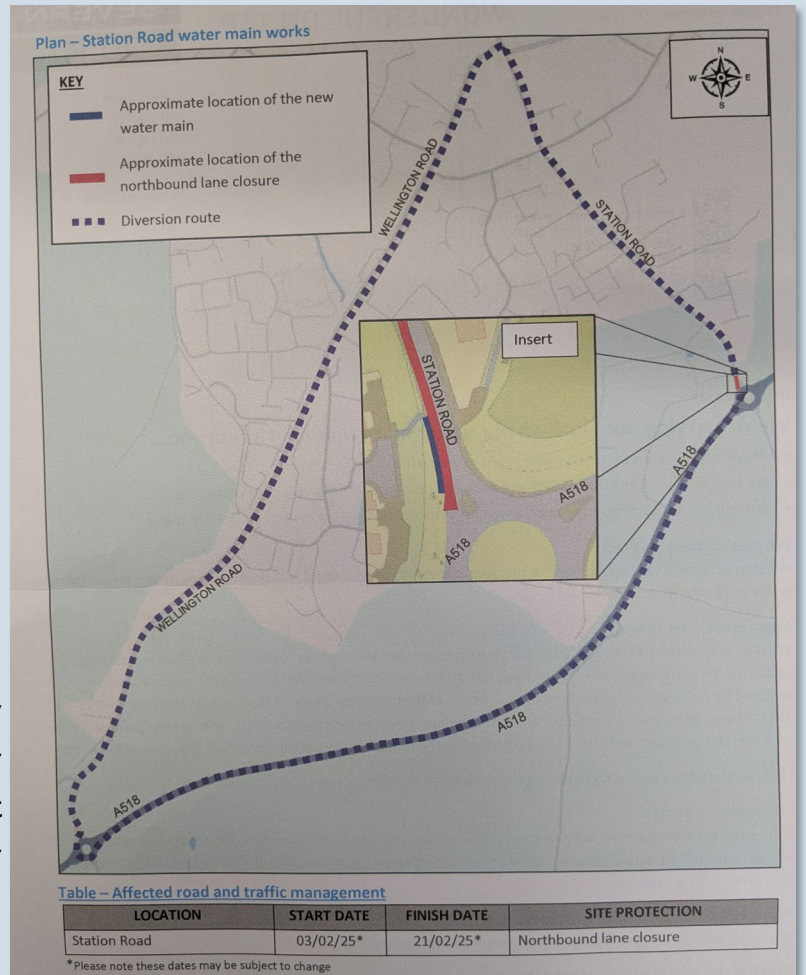 Plan – Station Road water main works
KEY
Approximate location of the new
water main
Approximate location of the
northbound lane closure
Diversion route
N
W E
S
WELLINGTON ROAD
STATION ROAD
Insert
STATION ROAD
A518
A518
A518
WELLINGTON ROAD
A518
A518
Table – Affected road and traffic management
LOCATION START DATE FINISH DATE SITE PROTECTION
Station Road 03/02/25* 21/02/25* Northbound lane closure
*Please note these dates may be subject to change